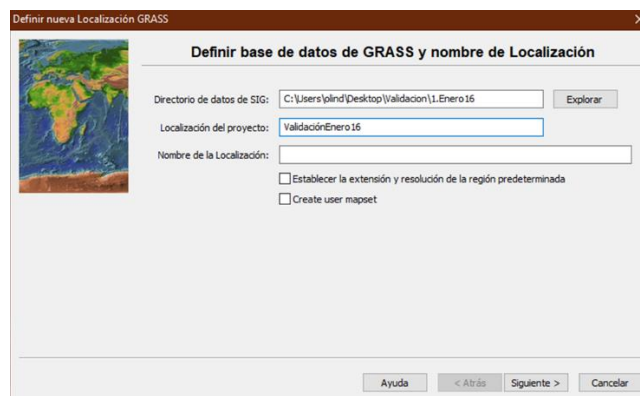 Definir nueva Localización GRASS
Definir base de datos de GRASS y nombre de Localización
Directorio de datos de SIG: C:\Users\plind\Desktop\Validacion\1.Enero16 Explorar
Localización del proyecto: ValidaciónEnero16
Nombre de la Localización:
Establecer la extensión y resolución de la región predeterminada
Create user mapset
Ayuda < Atrás Siguiente > Cancelar